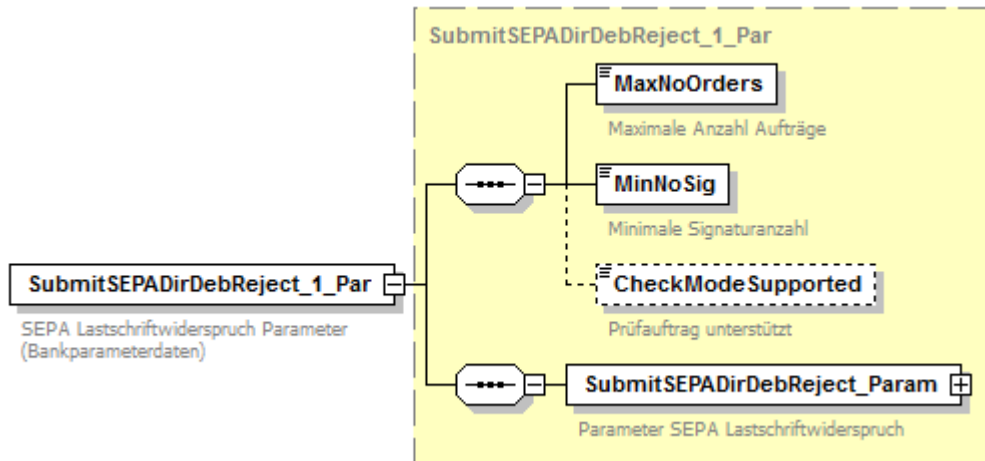 SubmitSEPADirDebReject_1_Par
MaxNoOrders
Maximale Anzahl Aufträge
MinNoSig
Minimale Signaturanzahl
SubmitSEPADirDebReject_1_Par
SEPA Lastschriftwiderspruch Parameter
(Bankparameterdaten)
CheckModeSupported
Prüfauftrag unterstützt
SubmitSEPADirDebReject_Param
Parameter SEPA Lastschriftwiderspruch